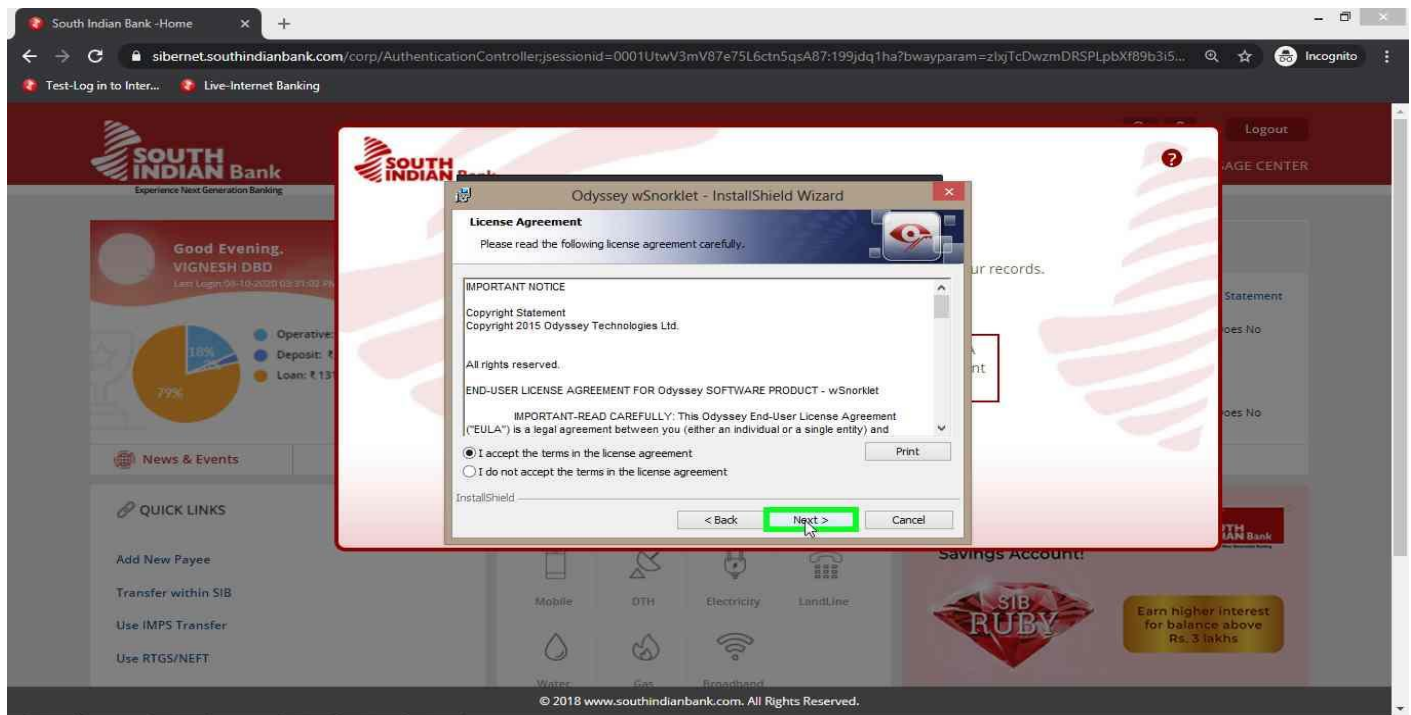 South Indian Bank -Home
sibernet.southindianbank.com/corp/AuthenticationController;jsessionid=0001UtwV3mV87e75L6ctn5qsA87:199jdq1ha?bwayparam=zlxjTcDwzmDRSPLpbXf89b3i5...
Incognito
Test-Log in to Inter...
Live-Internet Banking
Logout
SOUTH
INDIAN Bank
Experience Next Generation Banking
AGE CENTER
SOUTH
INDIAN Bank
?
Good Evening,
VIGNESH DBD
Operative:
Deposit: ₹
Loan: ₹ 131
18%
79%
News & Events
QUICK LINKS
Add New Payee
Transfer within SIB
Use IMPS Transfer
Use RTGS/NEFT
Odyssey wSnorklet - InstallShield Wizard
License Agreement
Please read the following license agreement carefully.
IMPORTANT NOTICE
Copyright Statement
Copyright 2015 Odyssey Technologies Ltd.
All rights reserved.
END-USER LICENSE AGREEMENT FOR Odyssey SOFTWARE PRODUCT - wSnorklet
IMPORTANT-READ CAREFULLY: This Odyssey End-User License Agreement
("EULA") is a legal agreement between you (either an individual or a single entity) and
I accept the terms in the license agreement
Print
I do not accept the terms in the license agreement
InstallShield
< Back
Next >
Cancel
ur records.
nt
Statement
oes No
oes No
Mobile
DTH
Electricity
LandLine
Water
Gas
Broadband
Savings Account!
SIB
RUBY
Earn higher interest
for balance above
Rs. 3 lakhs
© 2018 www.southindianbank.com. All Rights Reserved.